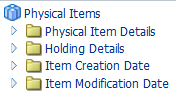 Physical Items
Physical Item Details
Holding Details
Item Creation Date
Item Modification Date